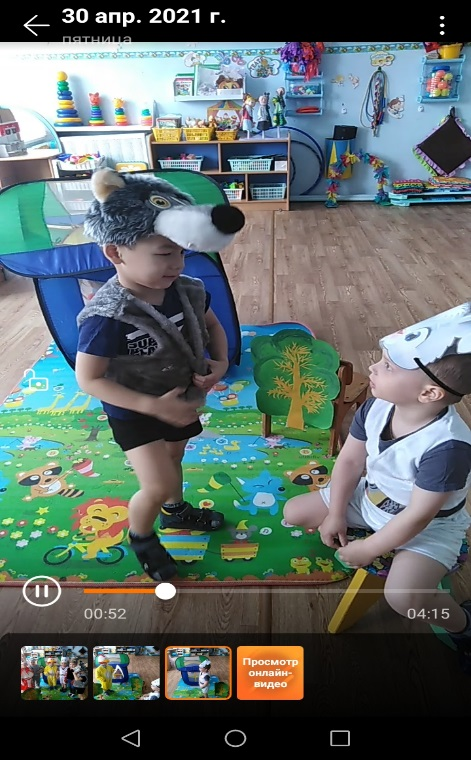 30 апр. 2021 г.
пятница
00:52
04:15
Просмотр
онлайн-
видео